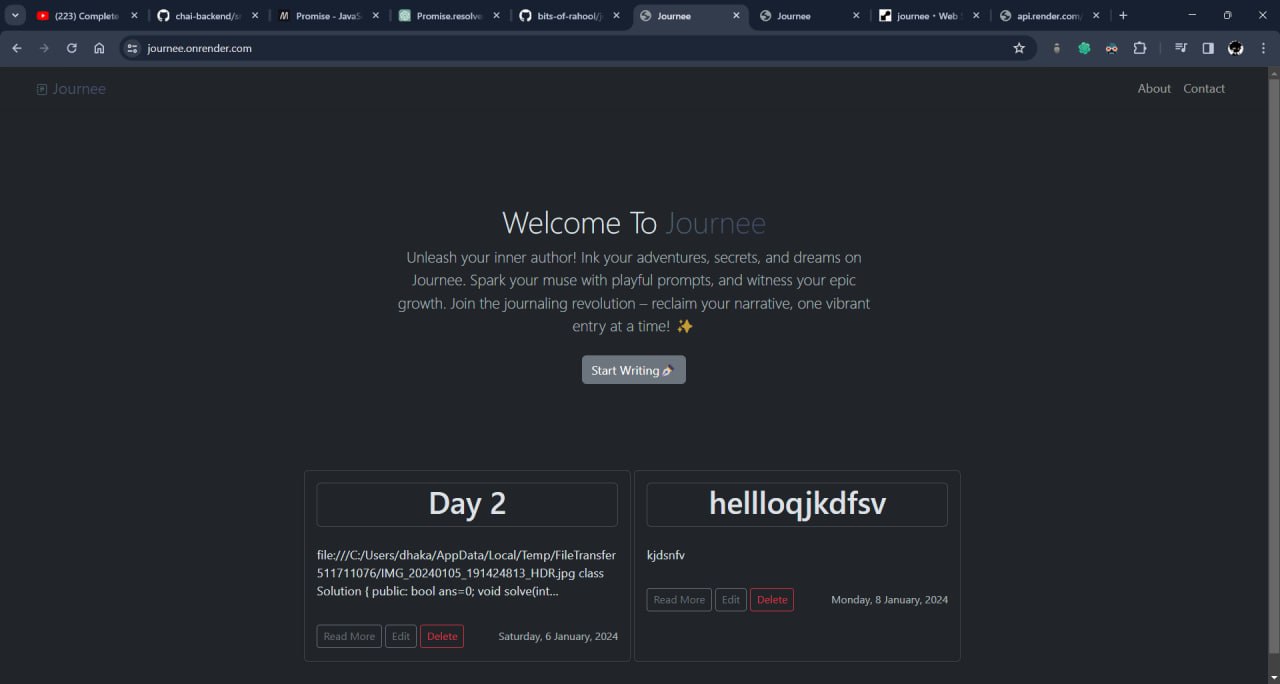 (223) Complete
chai-backend/sr
Promise - JavaS
Promise.resolve
bits-of-rahool/j
Journee
Journee
journee • Web S
api.render.com/
journee.onrender.com
Journee
About Contact
Welcome To Journee
Unleash your inner author! Ink your adventures, secrets, and dreams on
Journee. Spark your muse with playful prompts, and witness your epic
growth. Join the journaling revolution – reclaim your narrative, one vibrant
entry at a time! ✨
Start Writing
Day 2
file:///C:/Users/dhaka/AppData/Local/Temp/FileTransfer
511711076/IMG_20240105_191424813_HDR.jpg class
Solution { public: bool ans=0; void solve(int...
Read More Edit Delete Saturday, 6 January, 2024
hellloqjkdfsv
kjdsnfv
Read More Edit Delete Monday, 8 January, 2024